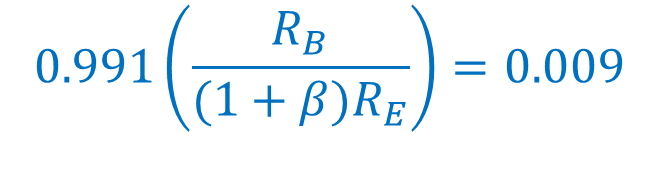 0.991 (R_B / ((1 + β)R_E)) = 0.009